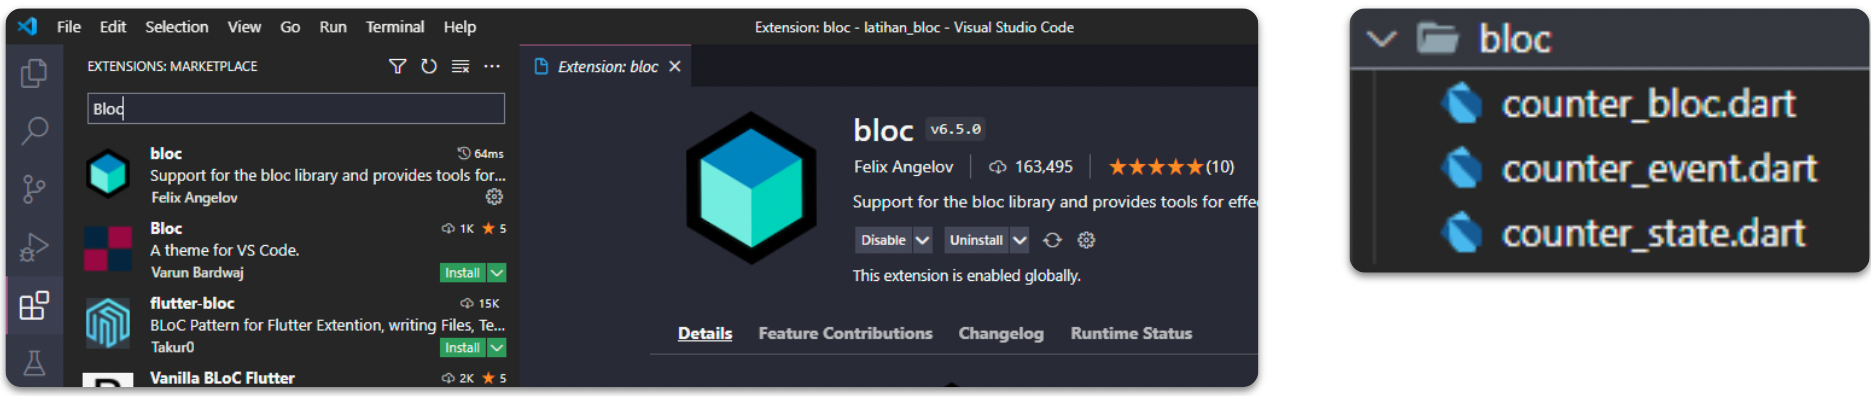 File Edit Selection View Go Run Terminal Help
Extension: bloc - latihan_bloc - Visual Studio Code
EXTENSIONS: MARKETPLACE
Bloc
bloc 64ms
Support for the bloc library and provides tools for...
Felix Angelov
Bloc 1K 5
A theme for VS Code.
Varun Bardwaj Install
flutter-bloc 15K
BLoC Pattern for Flutter Extention, writing Files, Te...
Takur0 Install
Vanilla BLoC Flutter 2K 5
Extension: bloc
bloc v6.5.0
Felix Angelov 163,495 (10)
Support for the bloc library and provides tools for effe
Disable Uninstall
This extension is enabled globally.
Details Feature Contributions Changelog Runtime Status
bloc
counter_bloc.dart
counter_event.dart
counter_state.dart